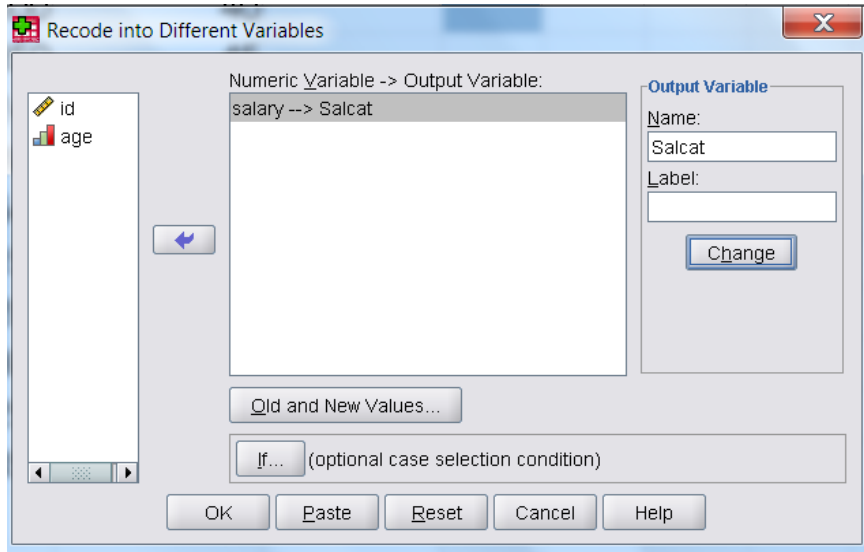 Recode into Different Variables
id
age
Numeric Variable -> Output Variable:
salary --> Salcat
Output Variable
Name:
Salcat
Label:
Change
Old and New Values...
If... (optional case selection condition)
OK Paste Reset Cancel Help